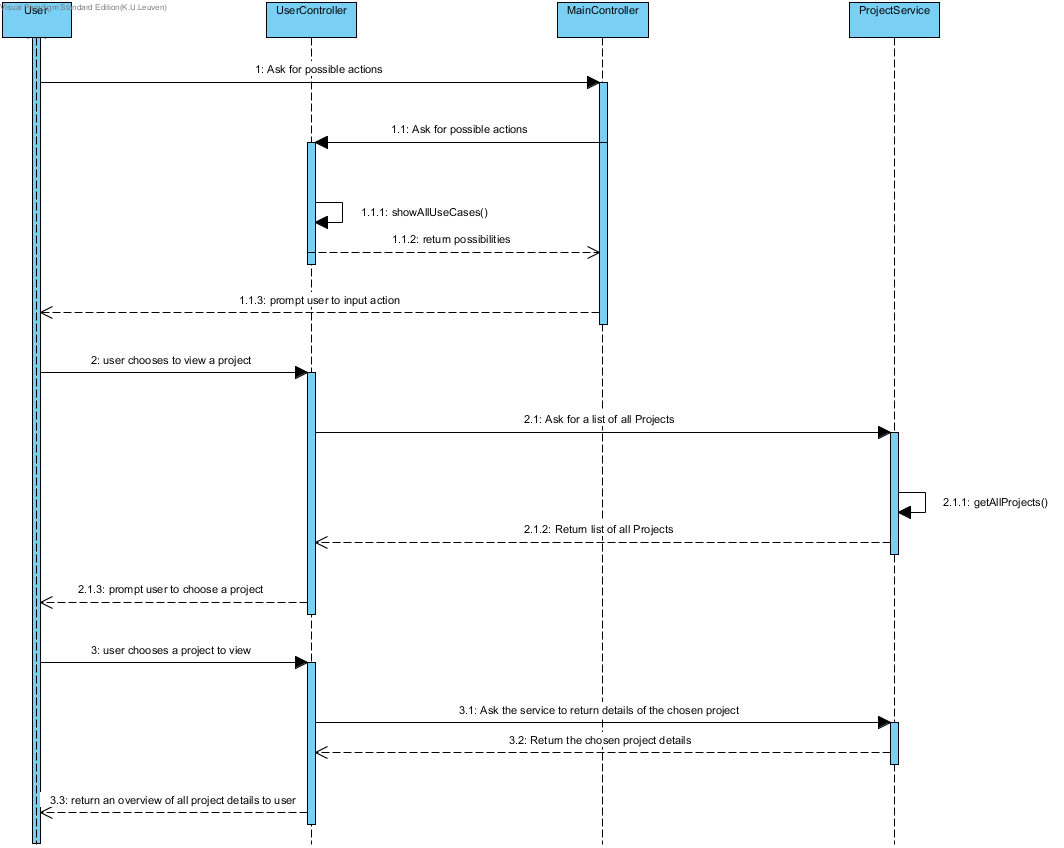 Visual Paradigm Standard Edition(K.U.Leuven)
User
UserController
MainController
ProjectService
1: Ask for possible actions
1.1: Ask for possible actions
1.1.1: showAllUseCases()
1.1.2: return possibilities
1.1.3: prompt user to input action
2: user chooses to view a project
2.1: Ask for a list of all Projects
2.1.1: getAllProjects()
2.1.2: Return list of all Projects
2.1.3: prompt user to choose a project
3: user chooses a project to view
3.1: Ask the service to return details of the chosen project
3.2: Return the chosen project details
3.3: return an overview of all project details to user